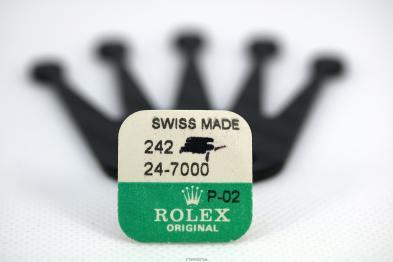 SWISS MADE
242
24-7000
P-02
ROLEX
ORIGINAL